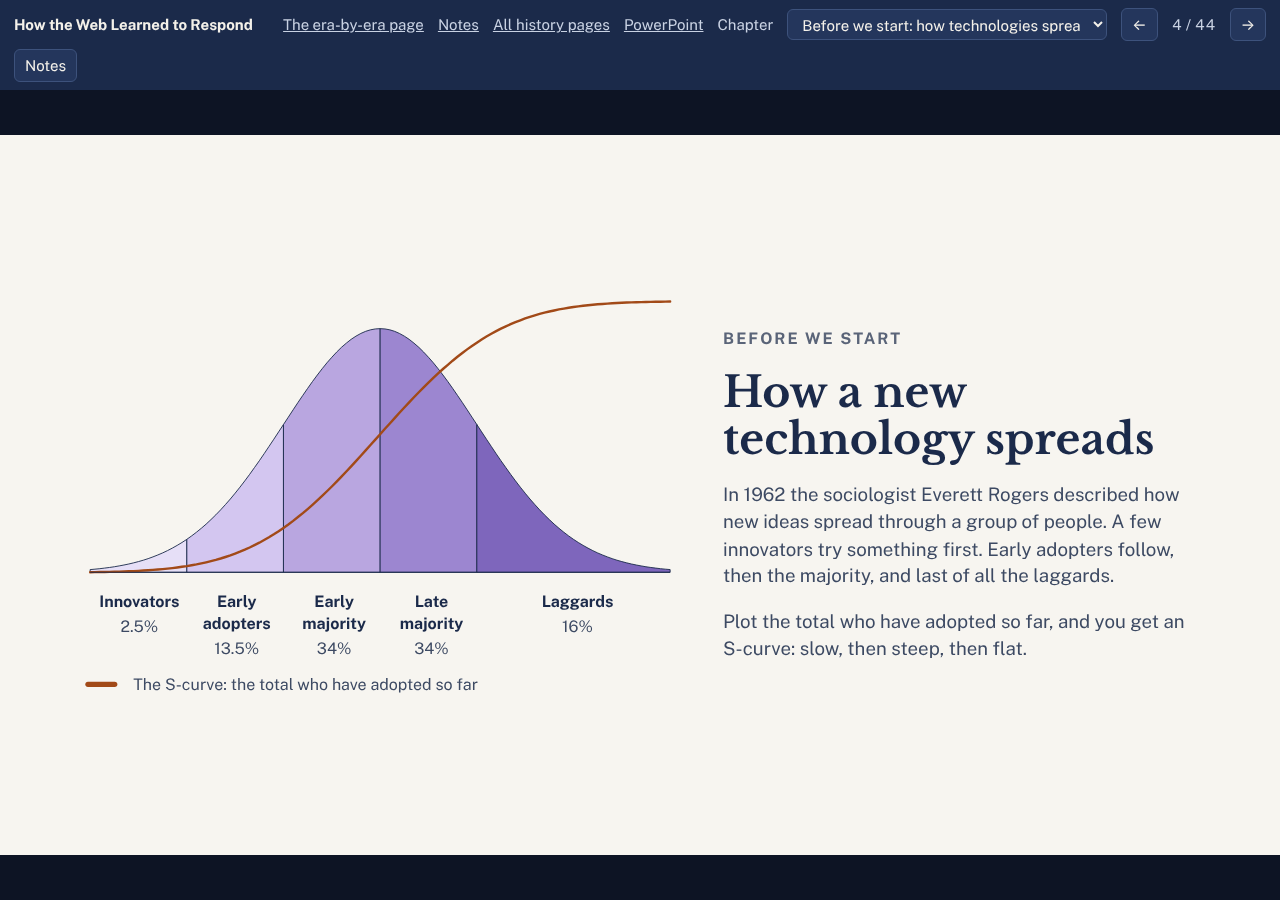 How the Web Learned to Respond
The era-by-era page
Notes
All history pages
PowerPoint
Chapter
Before we start: how technologies sprea
←
4 / 44
→
Notes
Innovators
2.5%
Early
adopters
13.5%
Early
majority
34%
Late
majority
34%
Laggards
16%
The S-curve: the total who have adopted so far
BEFORE WE START
How a new
technology spreads
In 1962 the sociologist Everett Rogers described how
new ideas spread through a group of people. A few
innovators try something first. Early adopters follow,
then the majority, and last of all the laggards.
Plot the total who have adopted so far, and you get an
S-curve: slow, then steep, then flat.